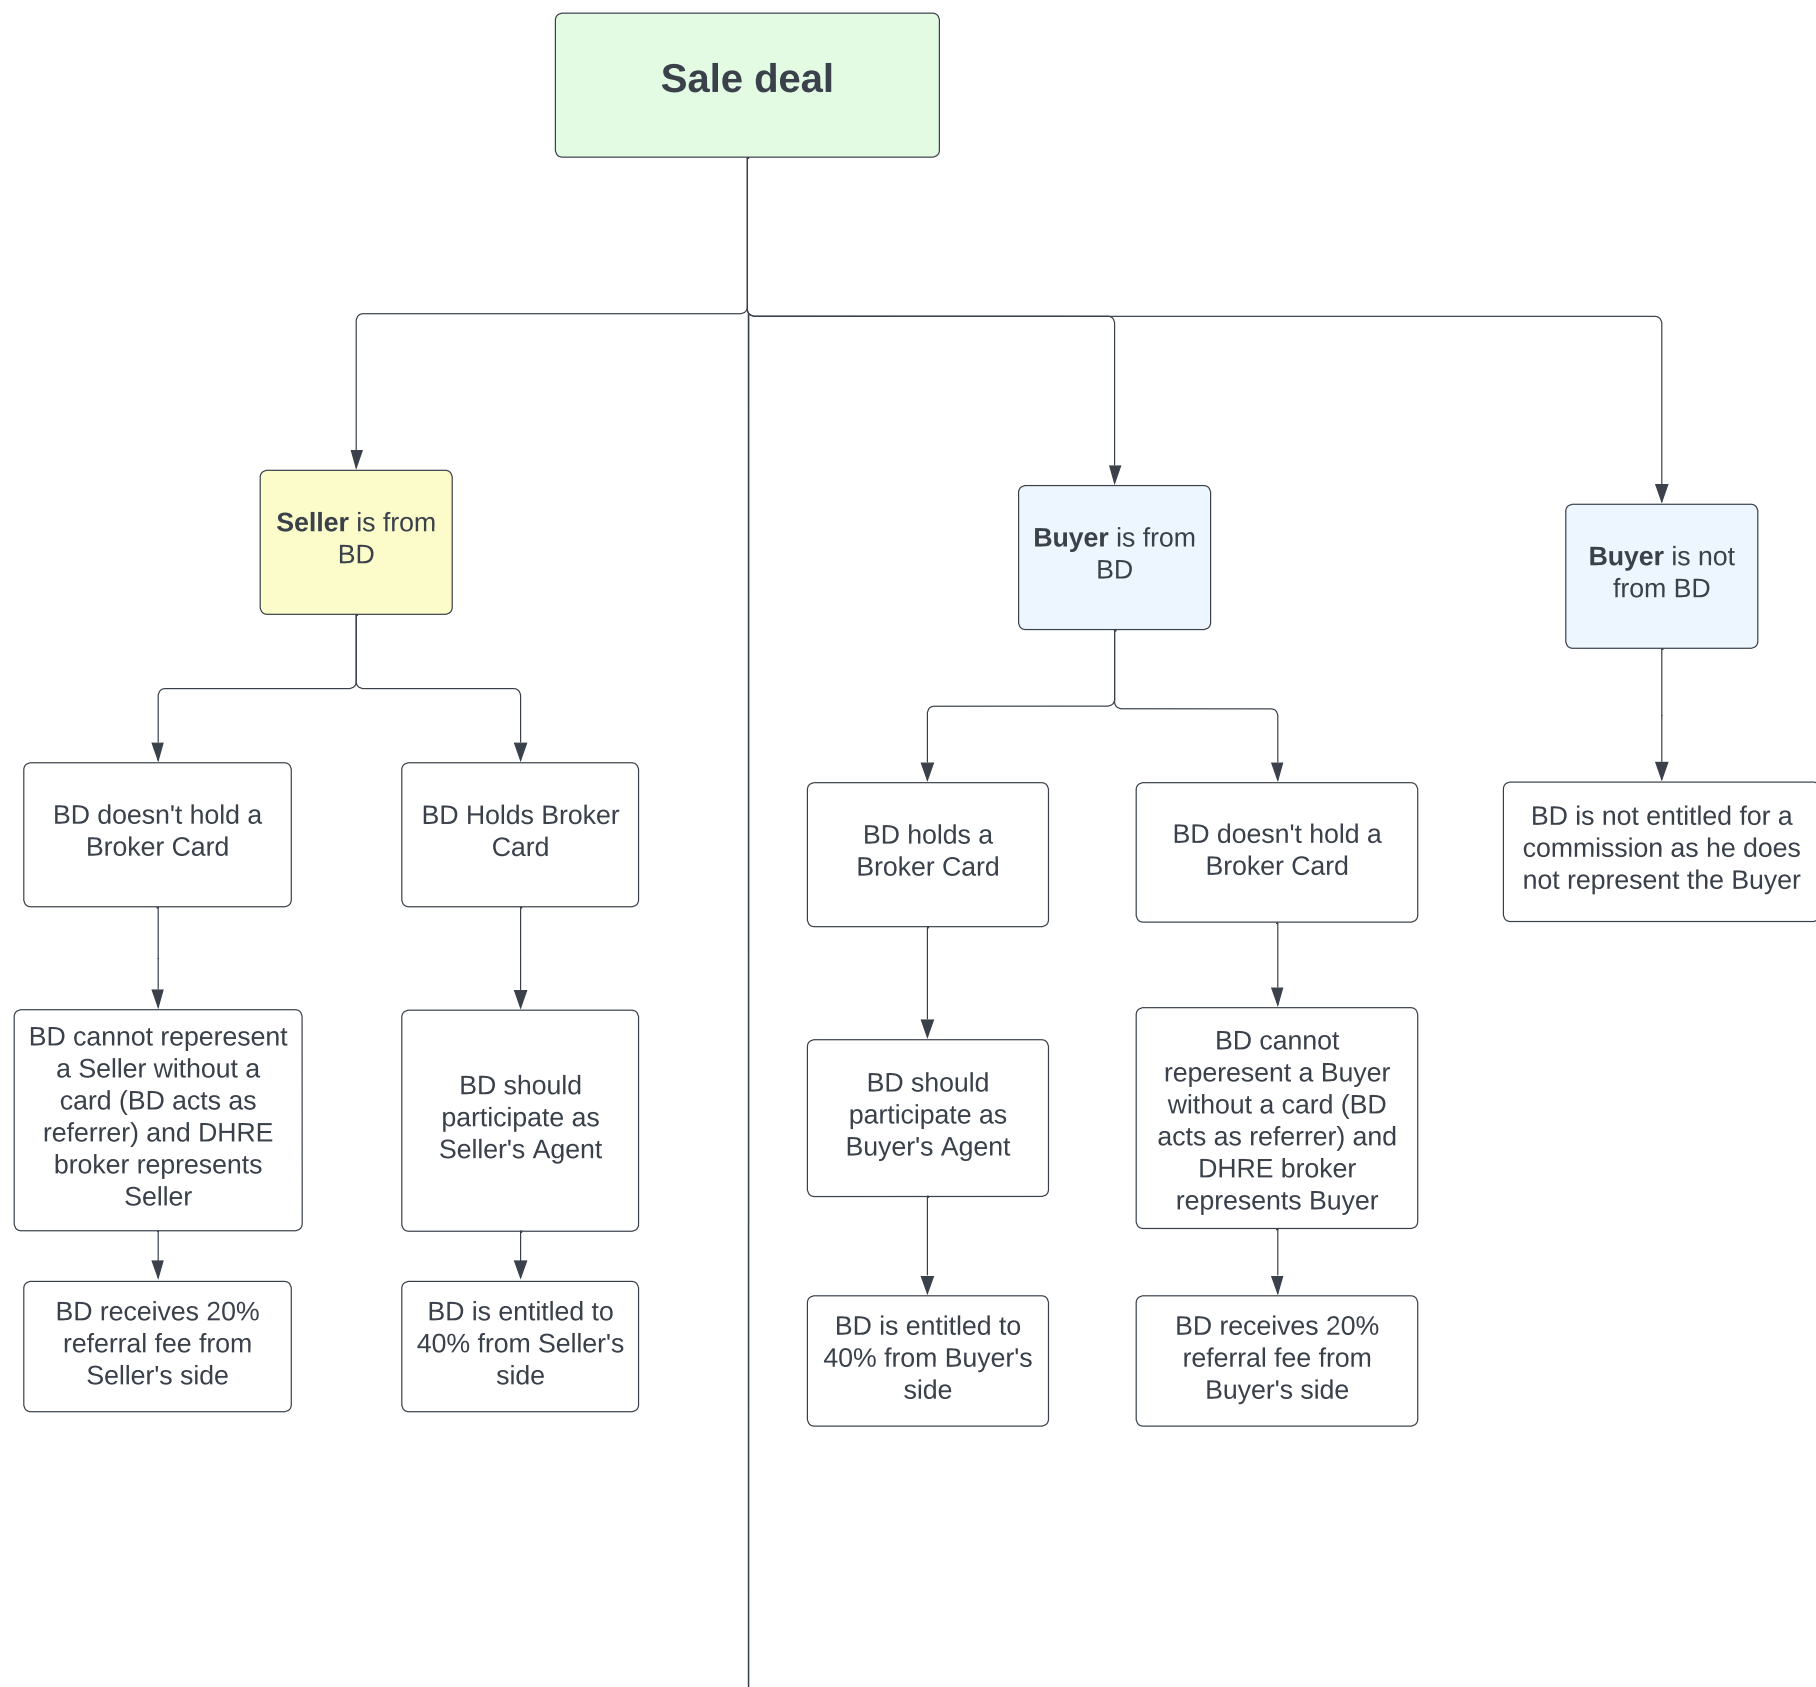 Sale deal
Seller is from
BD
Buyer is from
BD
Buyer is not
from BD
BD doesn't hold a
Broker Card
BD Holds Broker
Card
BD holds a
Broker Card
BD doesn't hold a
Broker Card
BD is not entitled for a
commission as he does
not represent the Buyer
BD cannot reperesent
a Seller without a
card (BD acts as
referrer) and DHRE
broker represents
Seller
BD should
participate as
Seller's Agent
BD should
participate as
Buyer's Agent
BD cannot
reperesent a Buyer
without a card (BD
acts as referrer) and
DHRE broker
represents Buyer
BD receives 20%
referral fee from
Seller's side
BD is entitled to
40% from Seller's
side
BD is entitled to
40% from Buyer's
side
BD receives 20%
referral fee from
Buyer's side